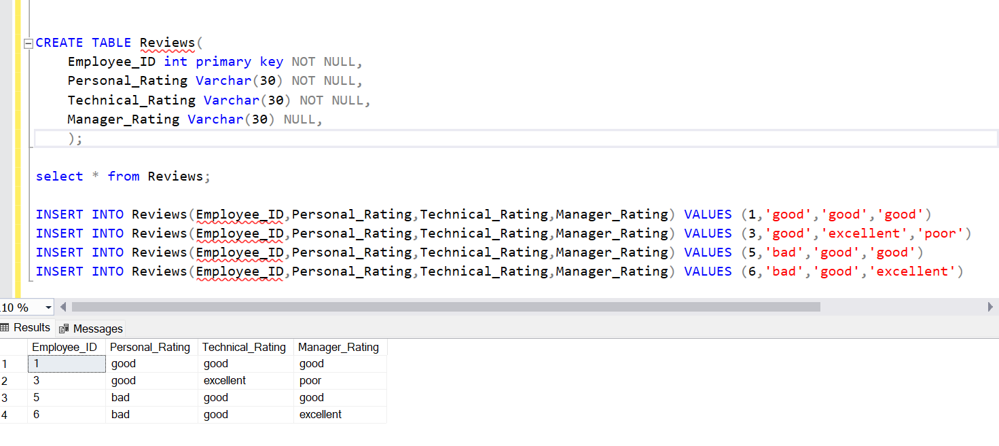 CREATE TABLE Reviews(
Employee_ID int primary key NOT NULL,
Personal_Rating Varchar(30) NOT NULL,
Technical_Rating Varchar(30) NOT NULL,
Manager_Rating Varchar(30) NULL,
);
select * from Reviews;
INSERT INTO Reviews(Employee_ID,Personal_Rating,Technical_Rating,Manager_Rating) VALUES (1,'good','good','good')
INSERT INTO Reviews(Employee_ID,Personal_Rating,Technical_Rating,Manager_Rating) VALUES (3,'good','excellent','poor')
INSERT INTO Reviews(Employee_ID,Personal_Rating,Technical_Rating,Manager_Rating) VALUES (5,'bad','good','good')
INSERT INTO Reviews(Employee_ID,Personal_Rating,Technical_Rating,Manager_Rating) VALUES (6,'bad','good','excellent')
10 %
Results Messages
Employee_ID Personal_Rating Technical_Rating Manager_Rating
1 1 good good good
2 3 good excellent poor
3 5 bad good good
4 6 bad good excellent